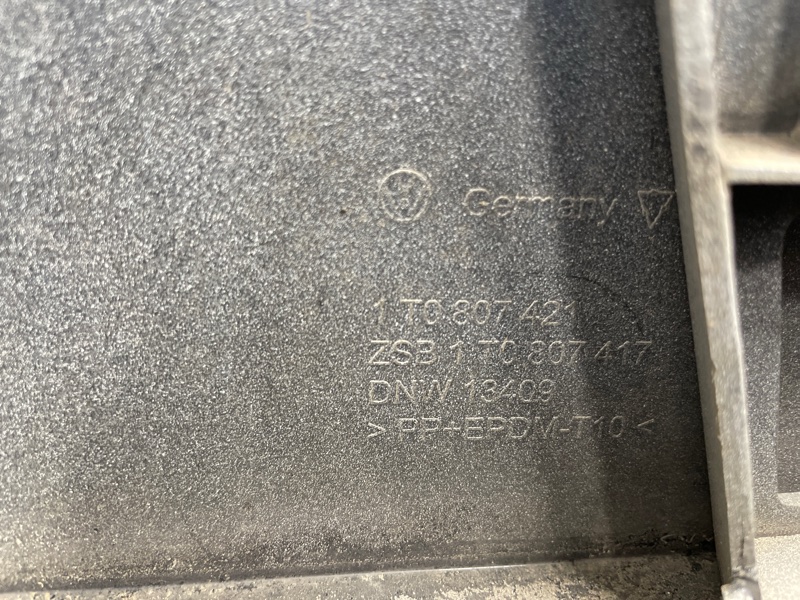 Germany
1T0 807 421
ZSB 1T0 807 417
DNW 13409
> PP+EPDM-T10 <